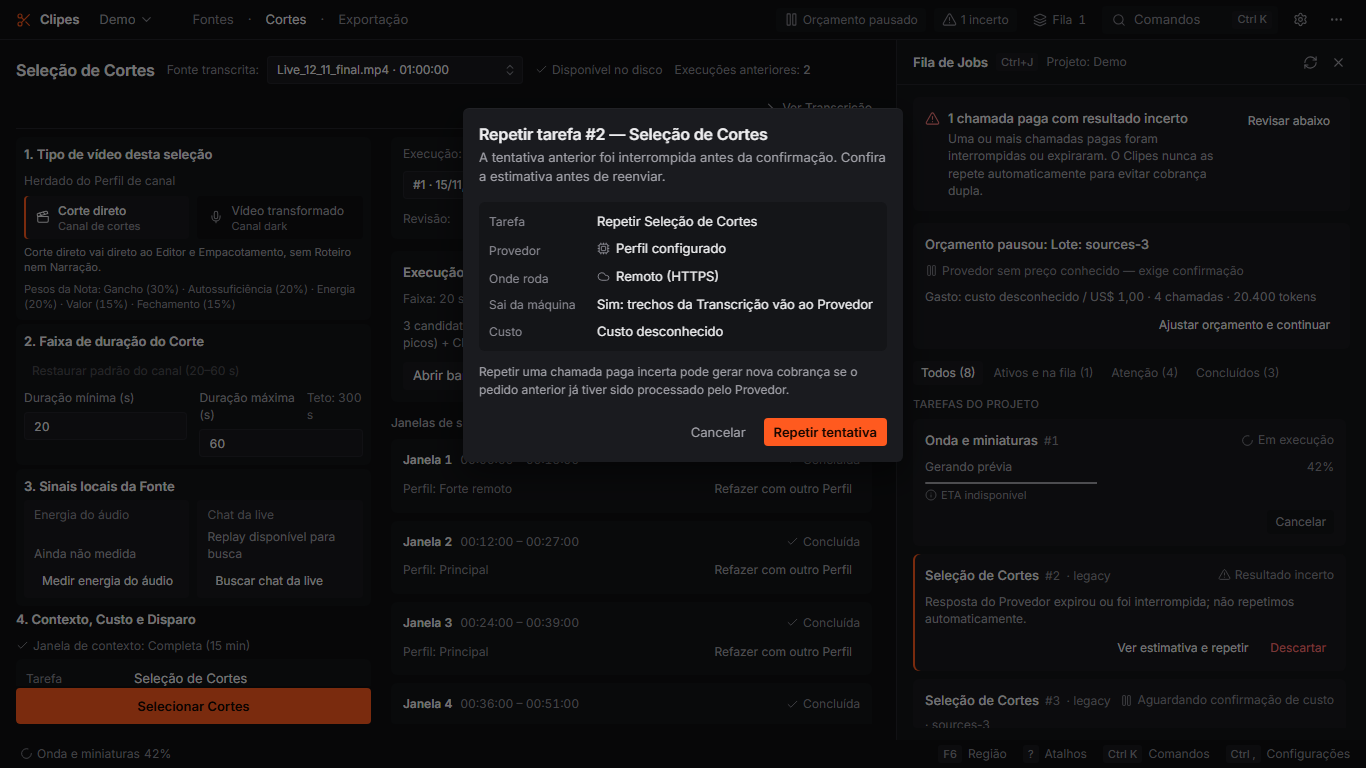 Clipes
Demo
Fontes · Cortes · Exportação
Orçamento pausado
1 incerto
Fila 1
Comandos Ctrl K
Seleção de Cortes
Fonte transcrita:
Live_12_11_final.mp4 · 01:00:00
Disponível no disco
Execuções anteriores: 2
Ver Transcrição
1. Tipo de vídeo desta seleção
Herdado do Perfil de canal
Corte direto
Canal de cortes
Vídeo transformado
Canal dark
Corte direto vai direto ao Editor e Empacotamento, sem Roteiro
nem Narração.
Pesos da Nota: Gancho (30%) · Autossuficiência (20%) · Energia
(20%) · Valor (15%) · Fechamento (15%)
2. Faixa de duração do Corte
Restaurar padrão do canal (20–60 s)
Duração mínima (s)
20
Duração máxima
(s)
Teto: 300
s
60
3. Sinais locais da Fonte
Energia do áudio
Ainda não medida
Medir energia do áudio
Chat da live
Replay disponível para
busca
Buscar chat da live
4. Contexto, Custo e Disparo
Janela de contexto: Completa (15 min)
Tarefa Seleção de Cortes
Selecionar Cortes
Execução:
#1 · 15/11
Revisão:
Execução
Faixa: 20 s
3 candidat
picos) + C
Abrir ba
Janelas de s
Janela 1
Concluída
Perfil: Forte remoto
Refazer com outro Perfil
Janela 2 00:12:00 – 00:27:00
Concluída
Perfil: Principal
Refazer com outro Perfil
Janela 3 00:24:00 – 00:39:00
Concluída
Perfil: Principal
Refazer com outro Perfil
Janela 4 00:36:00 – 00:51:00
Concluída
Repetir tarefa #2 — Seleção de Cortes
A tentativa anterior foi interrompida antes da confirmação. Confira
a estimativa antes de reenviar.
Tarefa Repetir Seleção de Cortes
Provedor Perfil configurado
Onde roda Remoto (HTTPS)
Sai da máquina Sim: trechos da Transcrição vão ao Provedor
Custo Custo desconhecido
Repetir uma chamada paga incerta pode gerar nova cobrança se o
pedido anterior já tiver sido processado pelo Provedor.
Cancelar
Repetir tentativa
Fila de Jobs Ctrl+J Projeto: Demo
1 chamada paga com resultado incerto
Uma ou mais chamadas pagas foram
interrompidas ou expiraram. O Clipes nunca as
repete automaticamente para evitar cobrança
dupla.
Revisar abaixo
Orçamento pausou: Lote: sources-3
Provedor sem preço conhecido — exige confirmação
Gasto: custo desconhecido / US$ 1,00 · 4 chamadas · 20.400 tokens
Ajustar orçamento e continuar
Todos (8)
Ativos e na fila (1)
Atenção (4)
Concluídos (3)
TAREFAS DO PROJETO
Onda e miniaturas #1
Em execução
Gerando prévia
42%
ETA indisponível
Cancelar
Seleção de Cortes #2 · legacy
Resultado incerto
Resposta do Provedor expirou ou foi interrompida; não repetimos
automaticamente.
Ver estimativa e repetir
Descartar
Seleção de Cortes #3 · legacy
Aguardando confirmação de custo
· sources-3
Onda e miniaturas 42%
F6 Região
? Atalhos
Ctrl K Comandos
Ctrl , Configurações